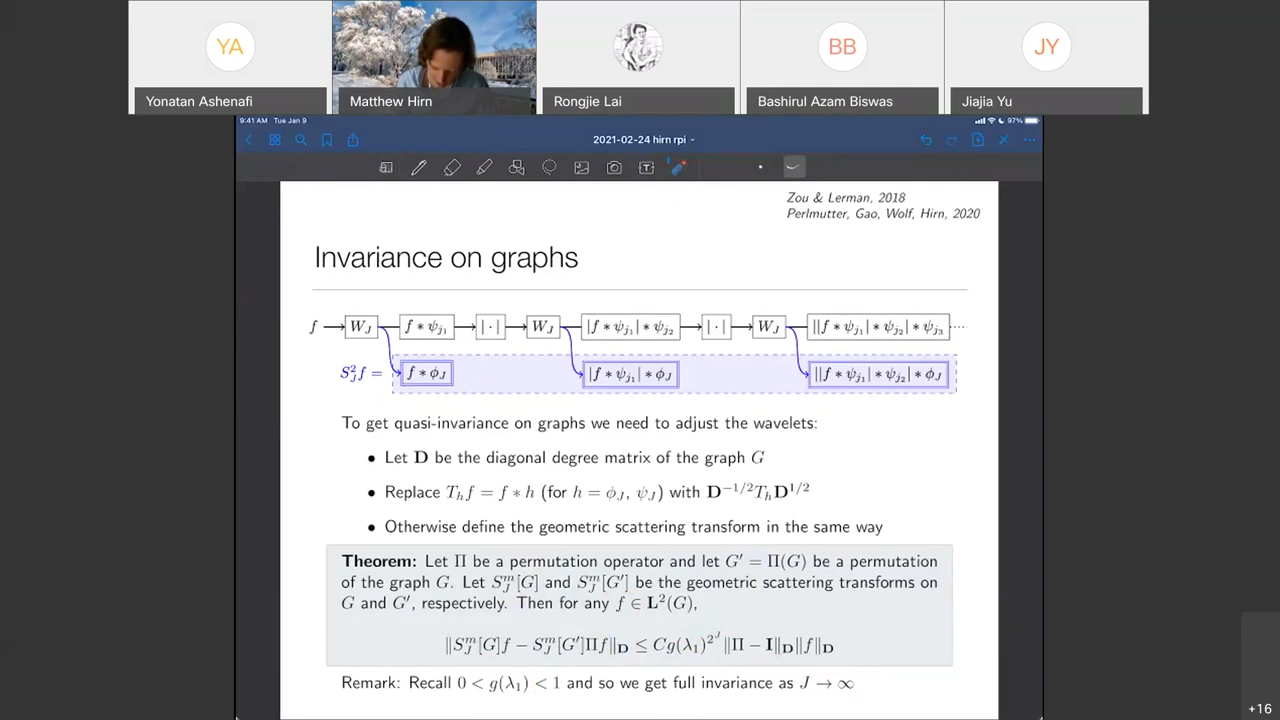 YA
BB
JY
Yonatan Ashenafi
Matthew Hirn
Rongjie Lai
Bashirul Azam Biswas
Jiajia Yu
9:41 AM Tue Jan 9
97%
2021-02-24 hirn rpi
Zou & Lerman, 2018
Perlmutter, Gao, Wolf, Hirn, 2020
Invariance on graphs
f → W_J f * ψ_{j_1} | · | W_J |f * ψ_{j_1}| * ψ_{j_2} | · | W_J ||f * ψ_{j_1}| * ψ_{j_2}| * ψ_{j_3} ....
S_J^2 f = f * φ_J |f * ψ_{j_1}| * φ_J ||f * ψ_{j_1}| * ψ_{j_2}| * φ_J
To get quasi-invariance on graphs we need to adjust the wavelets:
• Let D be the diagonal degree matrix of the graph G
• Replace T_h f = f * h (for h = φ_J, ψ_J) with D^{-1/2} T_h D^{1/2}
• Otherwise define the geometric scattering transform in the same way
Theorem: Let Π be a permutation operator and let G′ = Π(G) be a permutation
of the graph G. Let S_J^m[G] and S_J^m[G′] be the geometric scattering transforms on
G and G′, respectively. Then for any f ∈ L^2(G),
‖S_J^m[G]f − S_J^m[G′]Πf‖_D ≤ Cg(λ_1)^{2^J} ‖Π − I‖_D ‖f‖_D
Remark: Recall 0 < g(λ_1) < 1 and so we get full invariance as J → ∞
+16